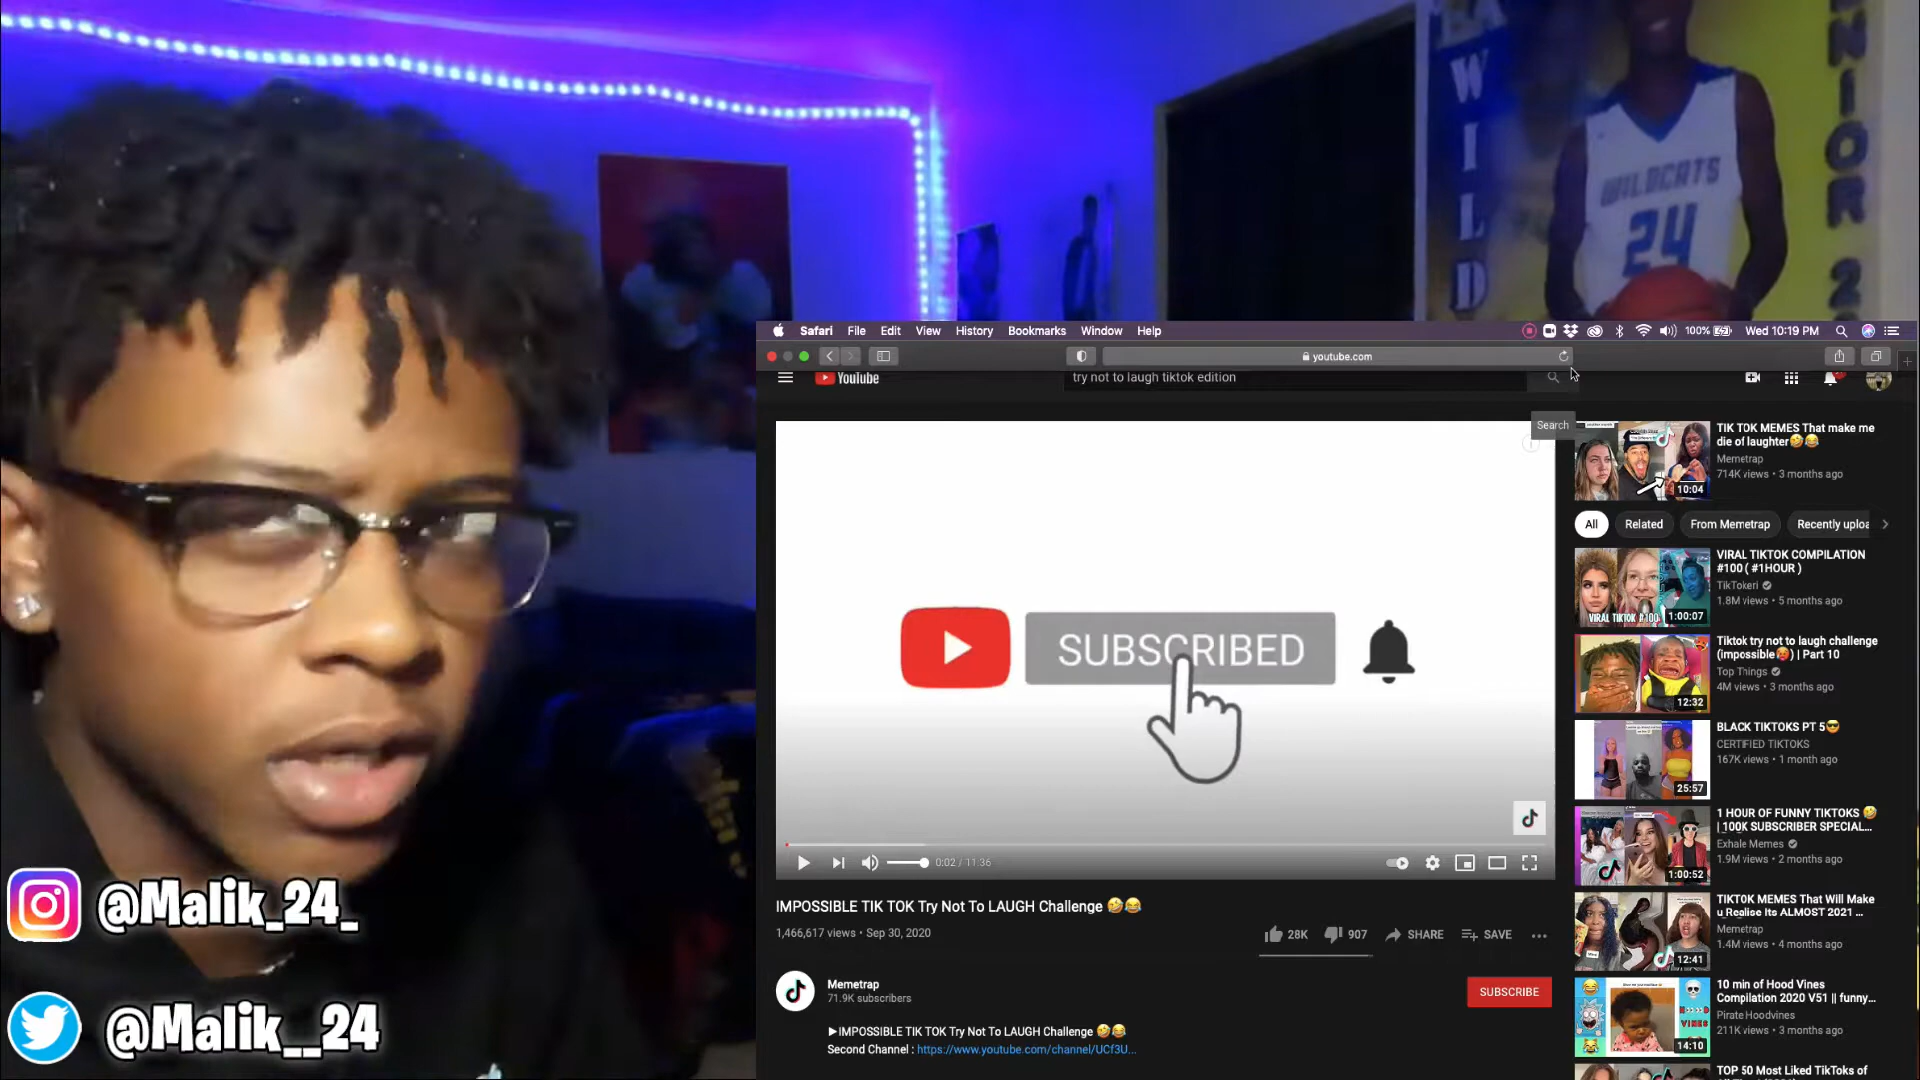 WILD
WILDCATS
24
NIOR 2
Safari File Edit View History Bookmarks Window Help
100%
Wed 10:19 PM
youtube.com
YouTube
try not to laugh tiktok edition
Search
SUBSCRIBED
0:02 / 11:36
IMPOSSIBLE TIK TOK Try Not To LAUGH Challenge 🤣😂
1,466,617 views • Sep 30, 2020
28K 907 SHARE SAVE
Memetrap
71.9K subscribers
SUBSCRIBE
▶IMPOSSIBLE TIK TOK Try Not To LAUGH Challenge 🤣😂
Second Channel : https://www.youtube.com/channel/UCf3U...
TIK TOK MEMES That make me
die of laughter🤣😂
Memetrap
714K views • 3 months ago
10:04
All Related From Memetrap Recently uploa
VIRAL TIKTOK COMPILATION
#100 ( #1HOUR )
TikTokeri
1.8M views • 5 months ago
VIRAL TIKTOK #100
1:00:07
Tiktok try not to laugh challenge
(impossible🥵) | Part 10
Top Things
4M views • 3 months ago
12:32
BLACK TIKTOKS PT 5😎
CERTIFIED TIKTOKS
167K views • 1 month ago
25:57
1 HOUR OF FUNNY TIKTOKS 🤣
| 100K SUBSCRIBER SPECIAL...
Exhale Memes
1.9M views • 2 months ago
1:00:52
TIKTOK MEMES That Will Make
u Realise Its ALMOST 2021 ...
Memetrap
1.4M views • 4 months ago
12:41
10 min of Hood Vines
Compilation 2020 V51 || funny...
Pirate Hoodvines
211K views • 3 months ago
VINES
14:10
TOP 50 Most Liked TikToks of
@Malik_24_
@Malik__24